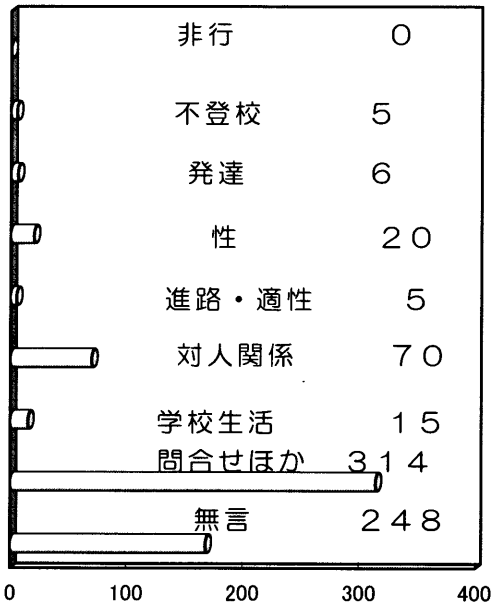 非行 0
不登校 5
発達 6
性 20
進路・適性 5
対人関係 70
学校生活 15
問合せほか 314
無言 248
0 100 200 300 400